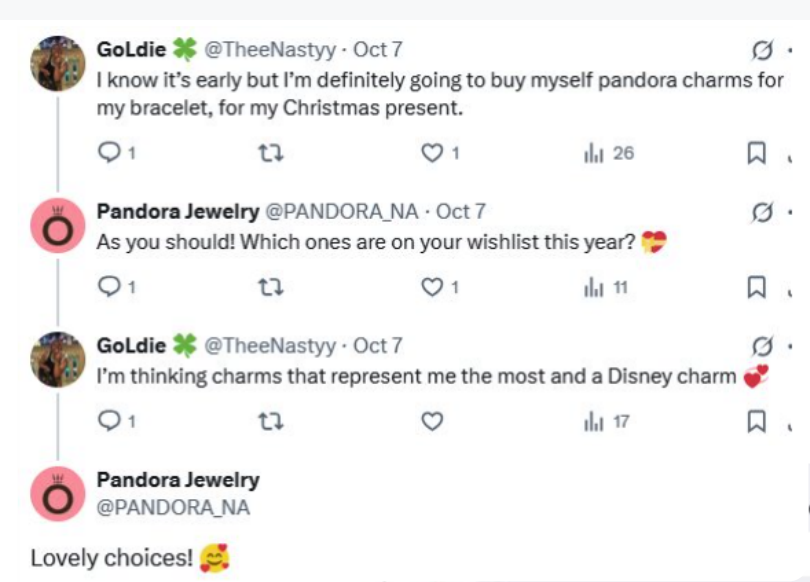 GoLdie 🍀 @TheeNastyy · Oct 7
I know it's early but I'm definitely going to buy myself pandora charms for
my bracelet, for my Christmas present.
1 1 26
Pandora Jewelry @PANDORA_NA · Oct 7
As you should! Which ones are on your wishlist this year? 💝
1 1 11
GoLdie 🍀 @TheeNastyy · Oct 7
I'm thinking charms that represent me the most and a Disney charm 💞
1 17
Pandora Jewelry
@PANDORA_NA
Lovely choices! 🥰